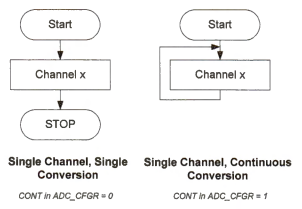 Start
Channel x
STOP
Single Channel, Single
Conversion
CONT in ADC_CFGR = 0
Start
Channel x
Single Channel, Continuous
Conversion
CONT in ADC_CFGR = 1